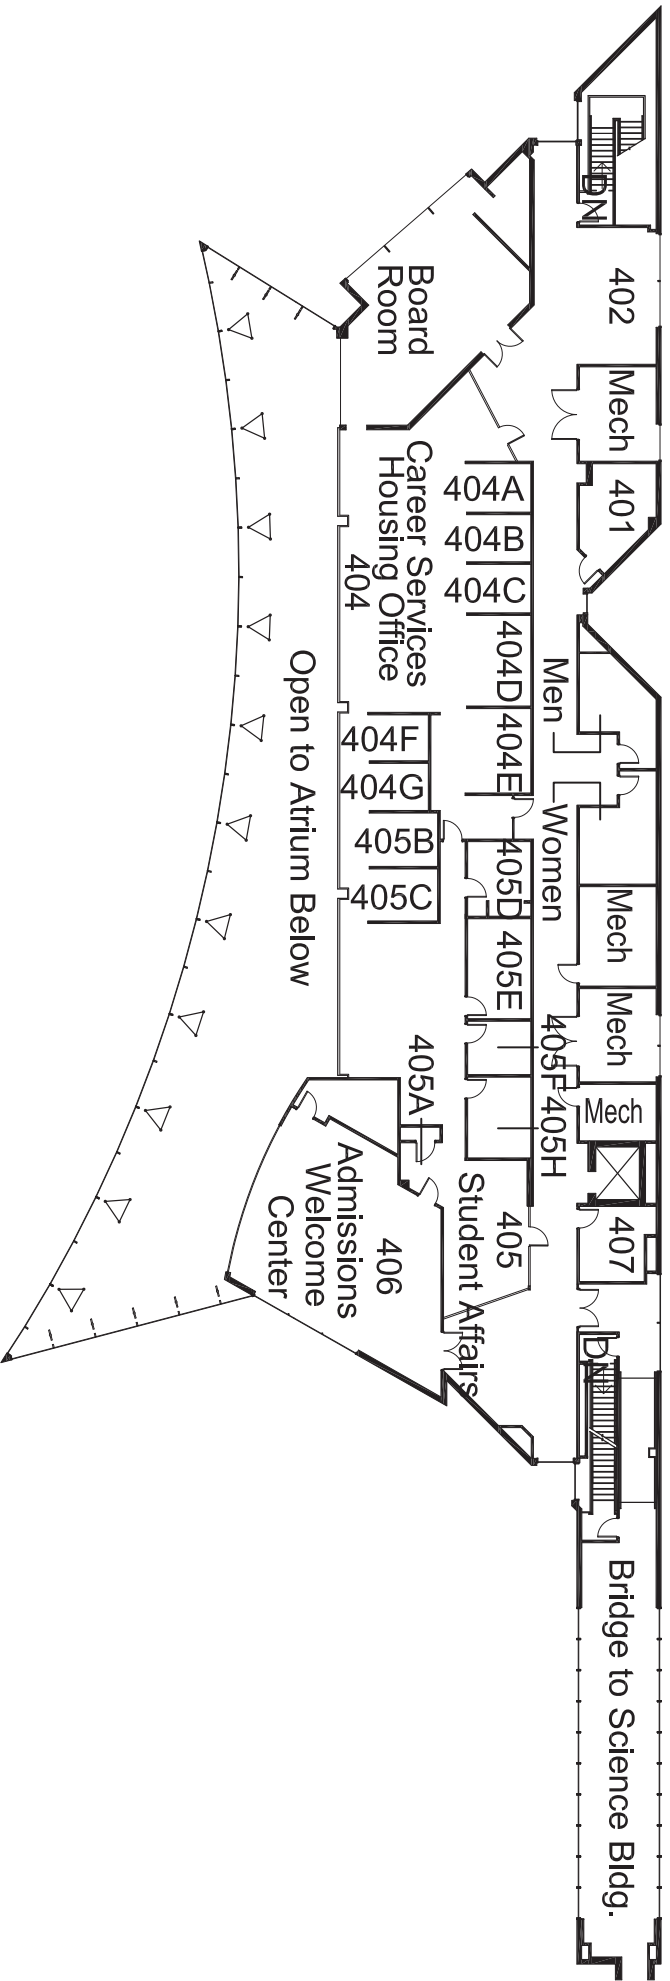 DN
402
Mech
401
Board
Room
Career Services
Housing Office
404
404A
404B
404C
404D
404E
Men
Women
404F
404G
405B
405C
405D
405E
405F
405H
405A
Mech
Mech
Mech
407
Open to Atrium Below
405
Student Affairs
406
Admissions
Welcome
Center
DN
Bridge to Science Bldg.